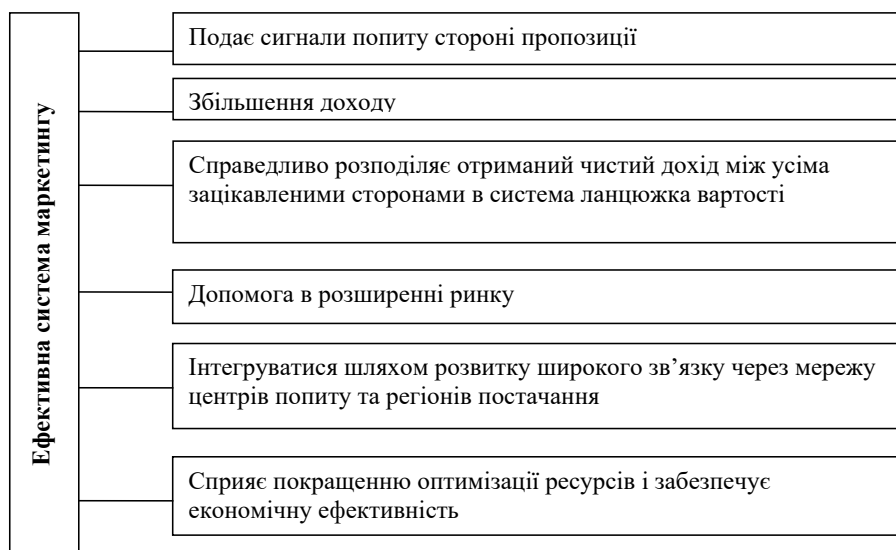 Ефективна система маркетингу
Подає сигнали попиту стороні пропозиції
Збільшення доходу
Справедливо розподіляє отриманий чистий дохід між усіма
зацікавленими сторонами в система ланцюжка вартості
Допомога в розширенні ринку
Інтегруватися шляхом розвитку широкого зв’язку через мережу
центрів попиту та регіонів постачання
Сприяє покращенню оптимізації ресурсів і забезпечує
економічну ефективність